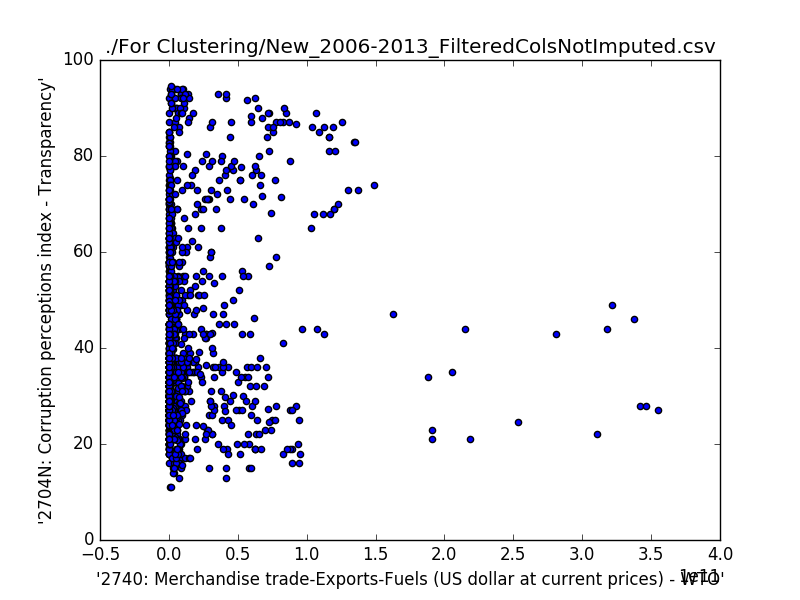 ./For Clustering/New_2006-2013_FilteredColsNotImputed.csv
'2704N: Corruption perceptions index - Transparency'
100
80
60
40
20
0
−0.5 0.0 0.5 1.0 1.5 2.0 2.5 3.0 3.5 4.0
1e11
'2740: Merchandise trade-Exports-Fuels (US dollar at current prices) - WTO'